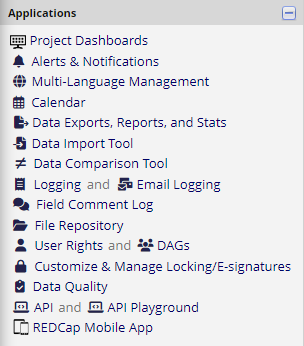 Applications
Project Dashboards
Alerts & Notifications
Multi-Language Management
Calendar
Data Exports, Reports, and Stats
Data Import Tool
Data Comparison Tool
Logging and Email Logging
Field Comment Log
File Repository
User Rights and DAGs
Customize & Manage Locking/E-signatures
Data Quality
API and API Playground
REDCap Mobile App